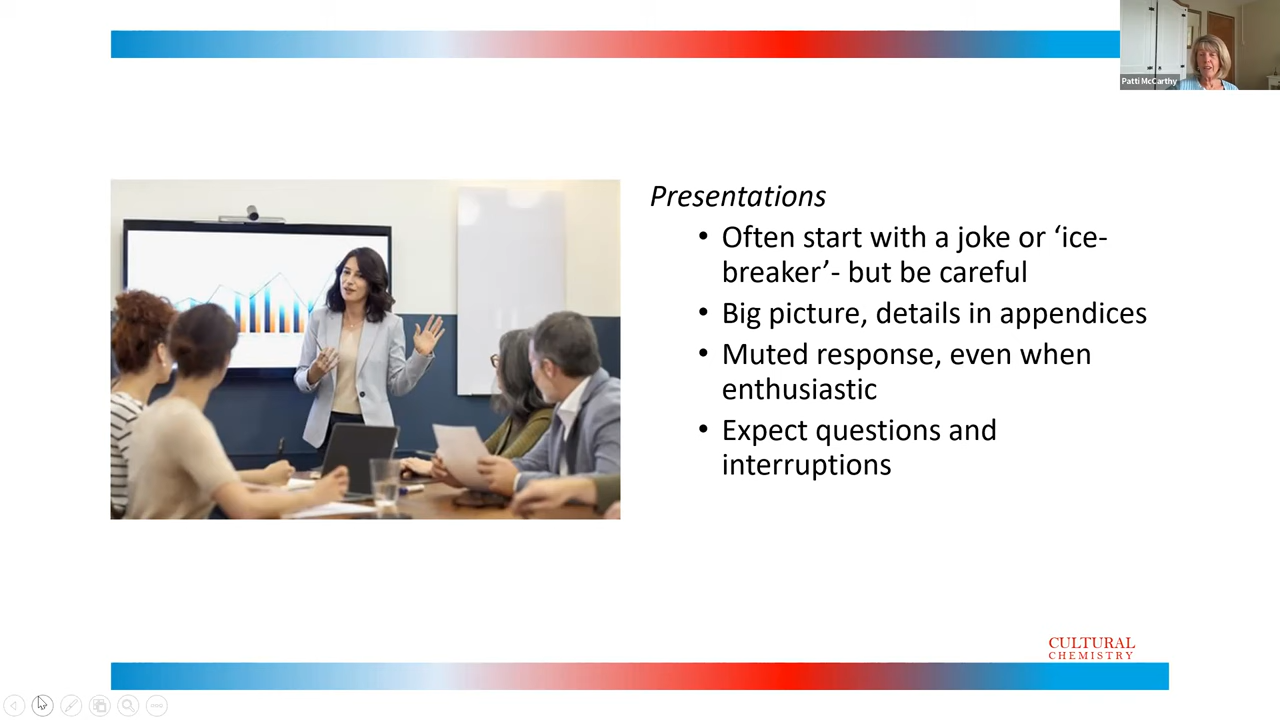 Patti McCarthy
Presentations
• Often start with a joke or ‘ice-
breaker’- but be careful
• Big picture, details in appendices
• Muted response, even when
enthusiastic
• Expect questions and
interruptions
CULTURAL
CHEMISTRY